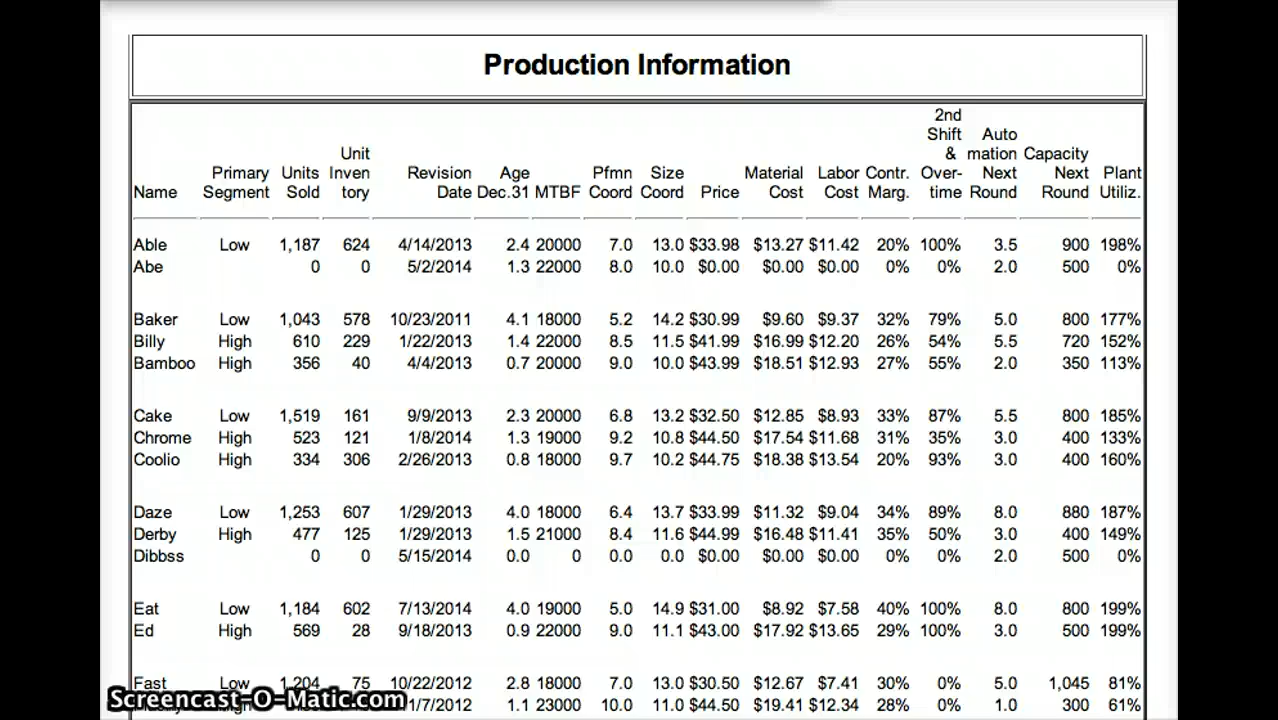 Production Information
2nd
Shift Auto
Unit & mation Capacity
Primary Units Inven Revision Age Pfmn Size Material Labor Contr. Over- Next Next Plant
Name Segment Sold tory Date Dec.31 MTBF Coord Coord Price Cost Cost Marg. time Round Round Utiliz.
Able Low 1,187 624 4/14/2013 2.4 20000 7.0 13.0 $33.98 $13.27 $11.42 20% 100% 3.5 900 198%
Abe 0 0 5/2/2014 1.3 22000 8.0 10.0 $0.00 $0.00 $0.00 0% 0% 2.0 500 0%
Baker Low 1,043 578 10/23/2011 4.1 18000 5.2 14.2 $30.99 $9.60 $9.37 32% 79% 5.0 800 177%
Billy High 610 229 1/22/2013 1.4 22000 8.5 11.5 $41.99 $16.99 $12.20 26% 54% 5.5 720 152%
Bamboo High 356 40 4/4/2013 0.7 20000 9.0 10.0 $43.99 $18.51 $12.93 27% 55% 2.0 350 113%
Cake Low 1,519 161 9/9/2013 2.3 20000 6.8 13.2 $32.50 $12.85 $8.93 33% 87% 5.5 800 185%
Chrome High 523 121 1/8/2014 1.3 19000 9.2 10.8 $44.50 $17.54 $11.68 31% 35% 3.0 400 133%
Coolio High 334 306 2/26/2013 0.8 18000 9.7 10.2 $44.75 $18.38 $13.54 20% 93% 3.0 400 160%
Daze Low 1,253 607 1/29/2013 4.0 18000 6.4 13.7 $33.99 $11.32 $9.04 34% 89% 8.0 880 187%
Derby High 477 125 1/29/2013 1.5 21000 8.4 11.6 $44.99 $16.48 $11.41 35% 50% 3.0 400 149%
Dibbss 0 0 5/15/2014 0.0 0 0.0 0.0 $0.00 $0.00 $0.00 0% 0% 2.0 500 0%
Eat Low 1,184 602 7/13/2014 4.0 19000 5.0 14.9 $31.00 $8.92 $7.58 40% 100% 8.0 800 199%
Ed High 569 28 9/18/2013 0.9 22000 9.0 11.1 $43.00 $17.92 $13.65 29% 100% 3.0 500 199%
Fast Low 1,204 75 10/22/2012 2.8 18000 7.0 13.0 $30.50 $12.67 $7.41 30% 0% 5.0 1,045 81%
Screencast-O-Matic.com
1.1 23000 10.0 11.0 $44.50 $19.41 $12.34 28% 0% 1.0 300 61%